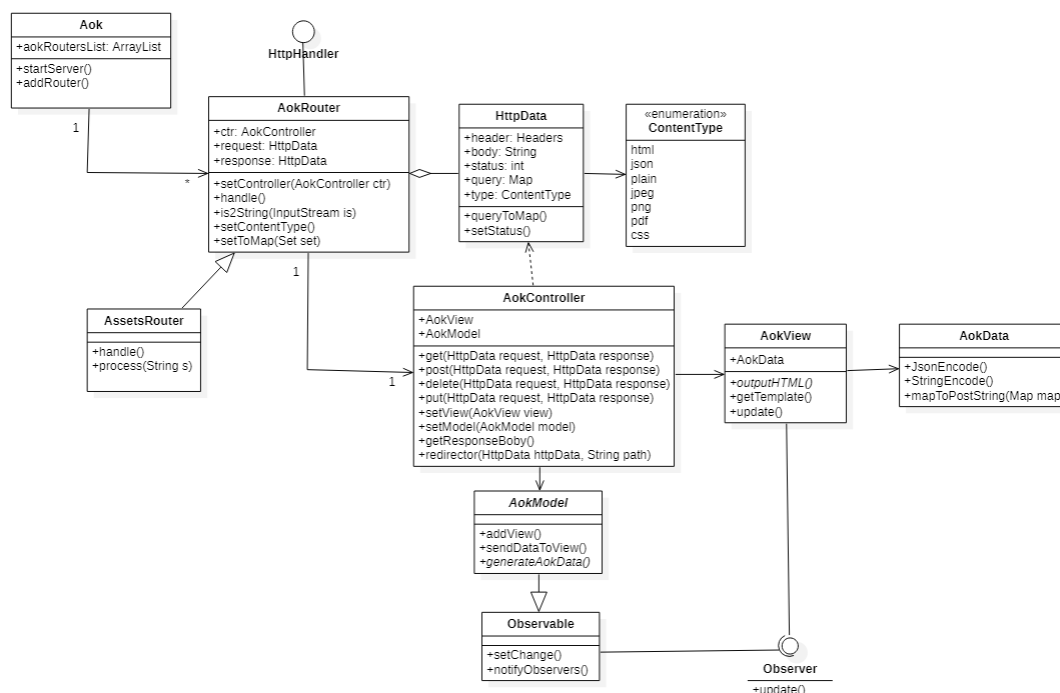 Aok
+aokRoutersList: ArrayList
+startServer()
+addRouter()
1
*
HttpHandler
AokRouter
+ctr: AokController
+request: HttpData
+response: HttpData
+setController(AokController ctr)
+handle()
+is2String(InputStream is)
+setContentType()
+setToMap(Set set)
HttpData
+header: Headers
+body: String
+status: int
+query: Map
+type: ContentType
+queryToMap()
+setStatus()
«enumeration»
ContentType
html
json
plain
jpeg
png
pdf
css
1
1
AssetsRouter
+handle()
+process(String s)
AokController
+AokView
+AokModel
+get(HttpData request, HttpData response)
+post(HttpData request, HttpData response)
+delete(HttpData request, HttpData response)
+put(HttpData request, HttpData response)
+setView(AokView view)
+setModel(AokModel model)
+getResponseBoby()
+redirector(HttpData httpData, String path)
AokView
+AokData
+outputHTML()
+getTemplate()
+update()
AokData
+JsonEncode()
+StringEncode()
+mapToPostString(Map map
AokModel
+addView()
+sendDataToView()
+generateAokData()
Observable
+setChange()
+notifyObservers()
Observer
+update()